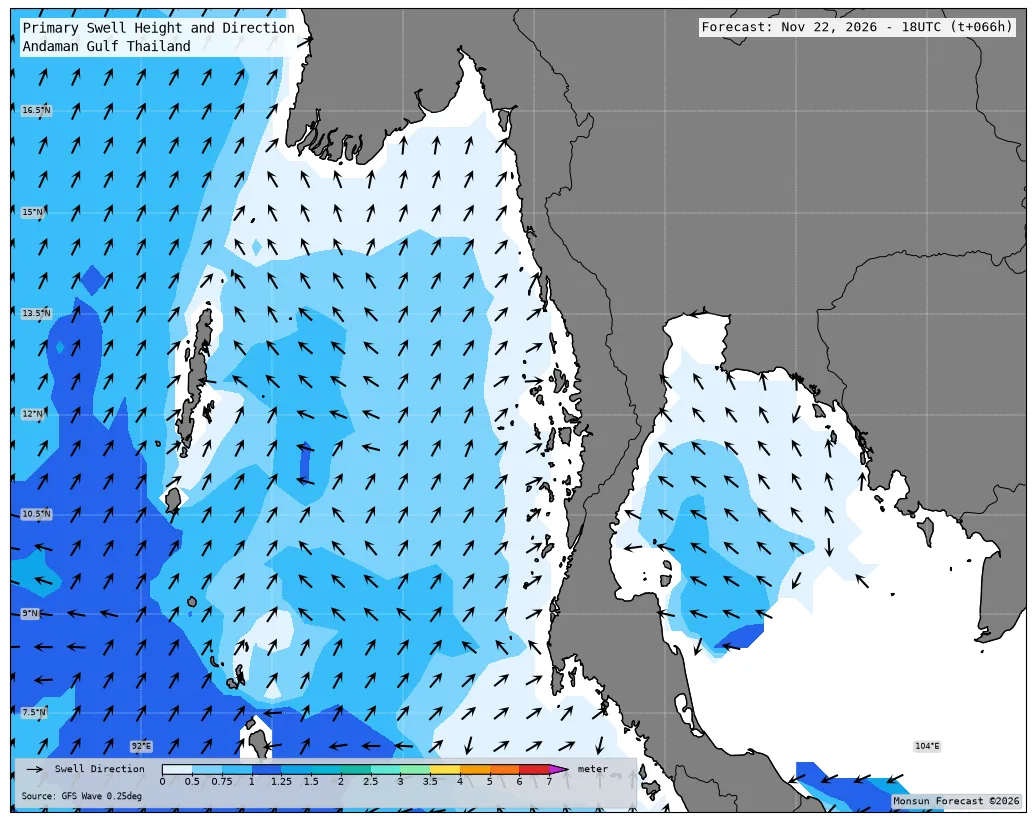 Primary Swell Height and Direction
Andaman Gulf Thailand
Forecast: Nov 22, 2026 - 18UTC (t+066h)
16.5°N
15°N
13.5°N
12°N
10.5°N
9°N
7.5°N
92°E
104°E
Swell Direction
0 0.5 0.75 1 1.25 1.5 2 2.5 3 3.5 4 5 6 7
meter
Source: GFS Wave 0.25deg
Monsun Forecast ©2026